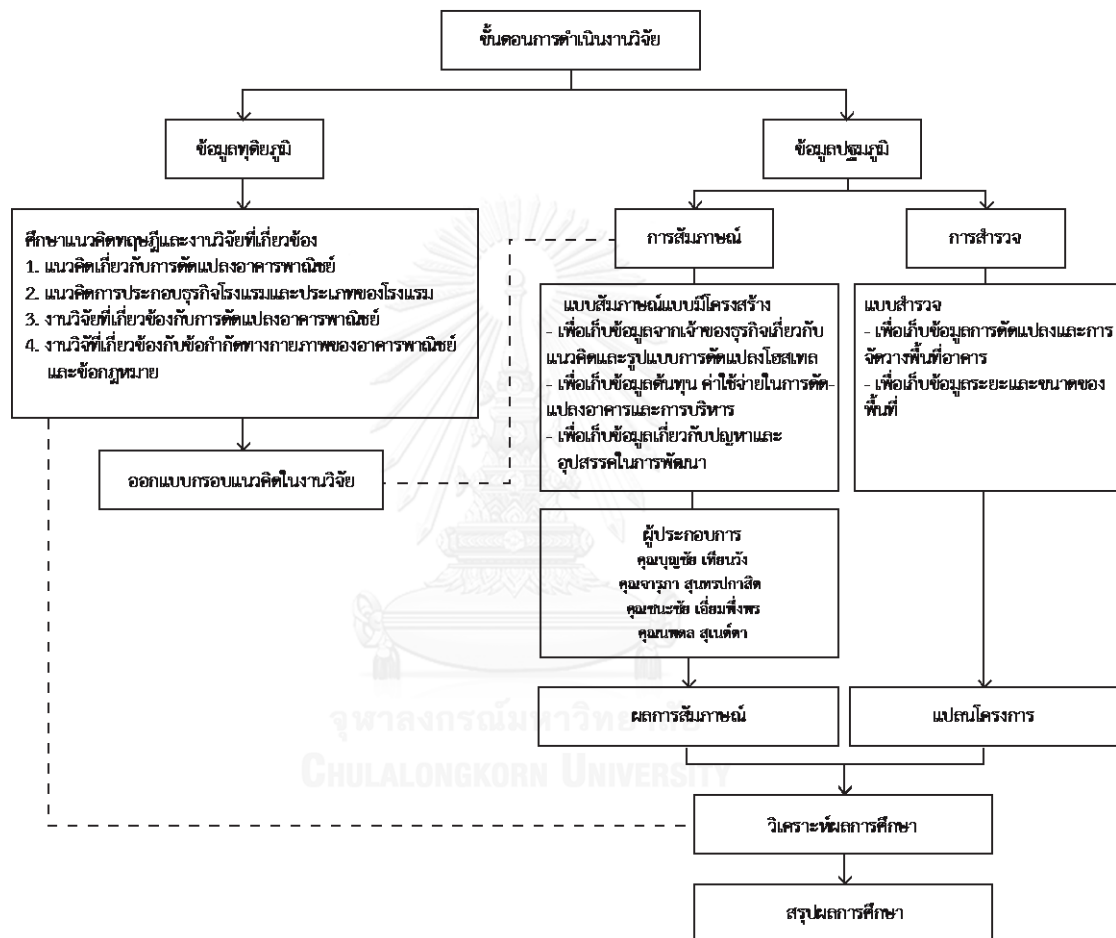 ขั้นตอนการดำเนินงานวิจัย
ข้อมูลทุติยภูมิ
ข้อมูลปฐมภูมิ
ศึกษาแนวคิดทฤษฎีและงานวิจัยที่เกี่ยวข้อง
1. แนวคิดเกี่ยวกับการดัดแปลงอาคารพาณิชย์
2. แนวคิดการประกอบธุรกิจโรงแรมและประเภทของโรงแรม
3. งานวิจัยที่เกี่ยวข้องกับการดัดแปลงอาคารพาณิชย์
4. งานวิจัที่เกี่ยวข้องกับข้อกำกัดทางกายภาพของอาคารพาณิชย์
และข้อกฎหมาย
ออกแบบกรอบแนวคิดในงานวิจัย
การสัมภาษณ์
การสำรวจ
แบบสัมภาษณ์แบบมีโครงสร้าง
- เพื่อเก็บข้อมูลจากเจ้าของธุรกิจเกี่ยวกับ
แนวคิดและรูปแบบการดัดแปลงโฮสเทล
- เพื่อเก็บข้อมูลต้นทุน ค่าใช้จ่ายในการดัด-
แปลงอาคารและการบริหาร
- เพื่อเก็บข้อมูลเกี่ยวกับปัญหาและ
อุปสรรคในการพัฒนา
แบบสำรวจ
- เพื่อเก็บข้อมูลการดัดแปลงและการ
จัดวางพื้นที่อาคาร
- เพื่อเก็บข้อมูลระยะและขนาดของ
พื้นที่
ผู้ประกอบการ
คุณบุญชัย เทียนวัง
คุณจารุภา สุนทรปกาสิต
คุณชนะชัย เอี่ยมพึ่งพร
คุณนพดล สุเนต์ตา
ผลการสัมภาษณ์
แปลนโครงการ
จุฬาลงกรณ์มหาวิทยาลัย
CHULALONGKORN UNIVERSITY
วิเคราะห์ผลการศึกษา
สรุปผลการศึกษา